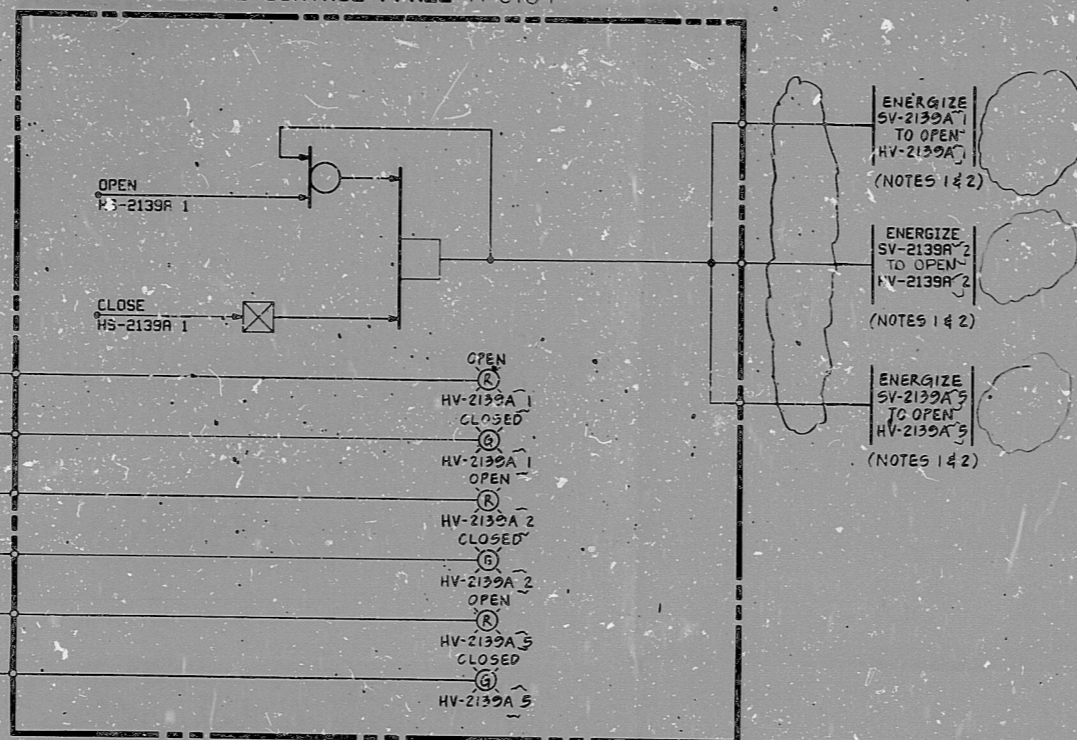 CONTROL PANEL
OPEN
HS-2139A 1
CLOSE
HS-2139A 1
OPEN
R
HV-2139A 1
CLOSED
G
HV-2139A 1
OPEN
R
HV-2139A 2
CLOSED
G
HV-2139A 2
OPEN
R
HV-2139A 5
CLOSED
G
HV-2139A 5
ENERGIZE
SV-2139A 1
TO OPEN
HV-2139A 1
(NOTES 1 & 2)
ENERGIZE
SV-2139A 2
TO OPEN
HV-2139A 2
(NOTES 1 & 2)
ENERGIZE
SV-2139A 5
TO OPEN
HV-2139A 5
(NOTES 1 & 2)